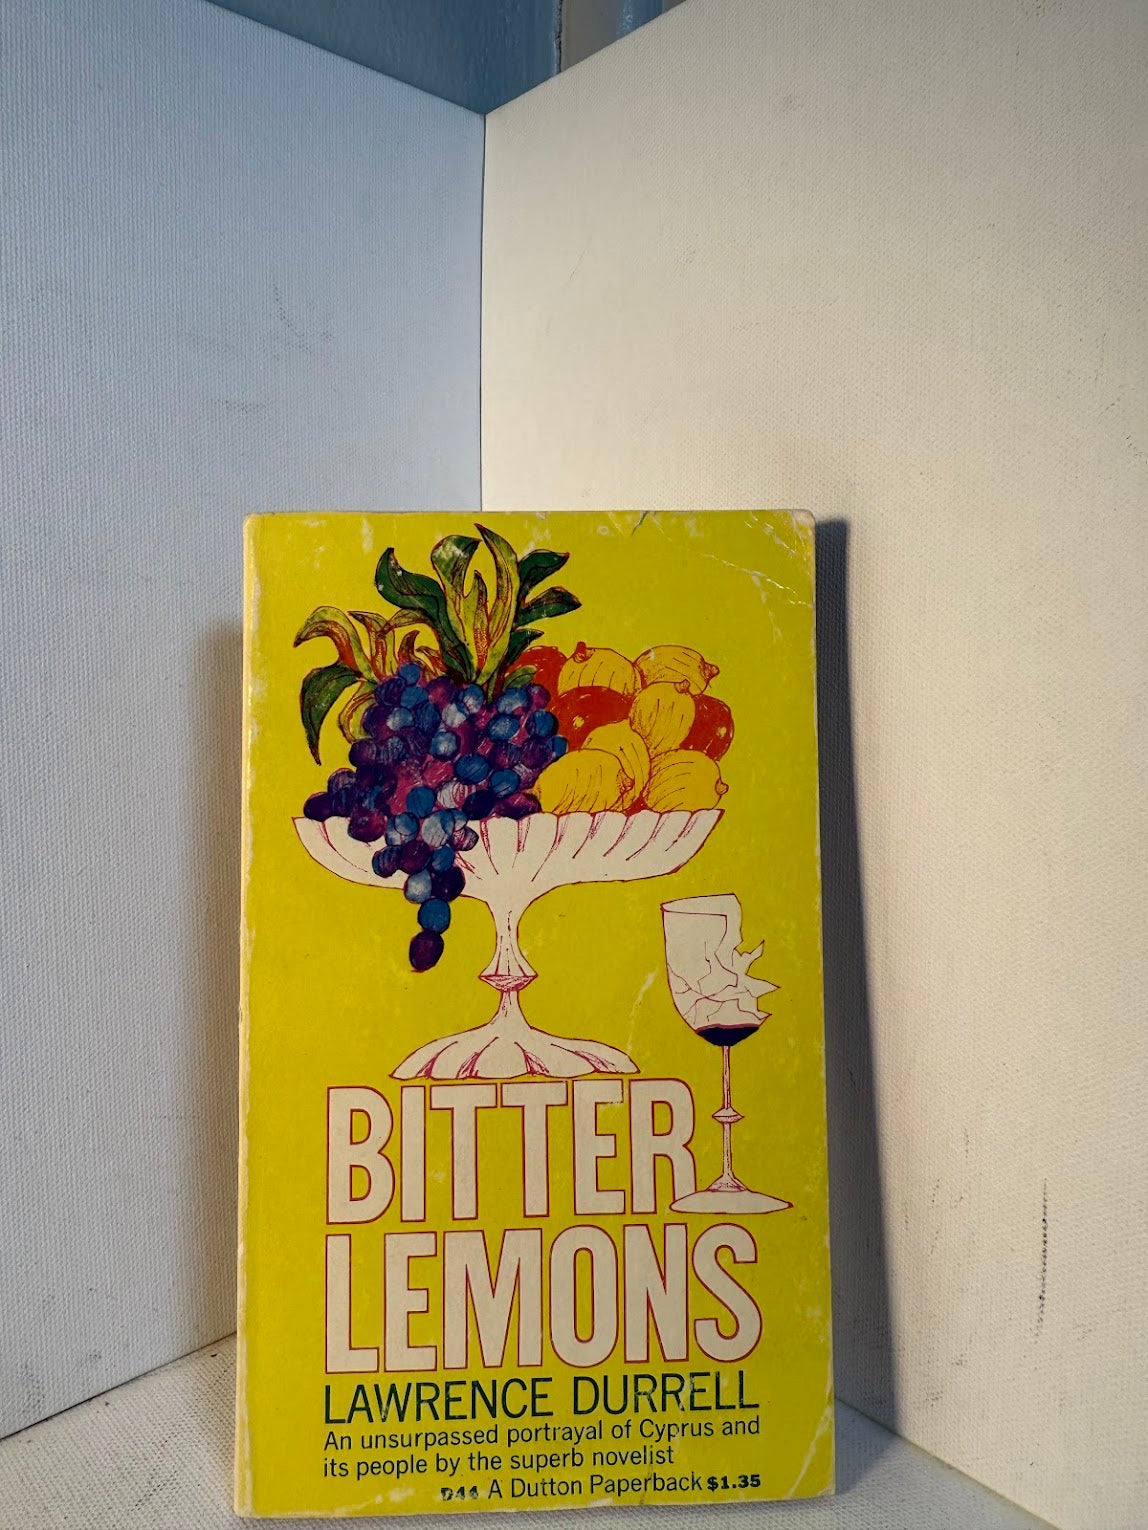 BITTER
LEMONS
LAWRENCE DURRELL
An unsurpassed portrayal of Cyprus and
its people by the superb novelist
D44 A Dutton Paperback $1.35